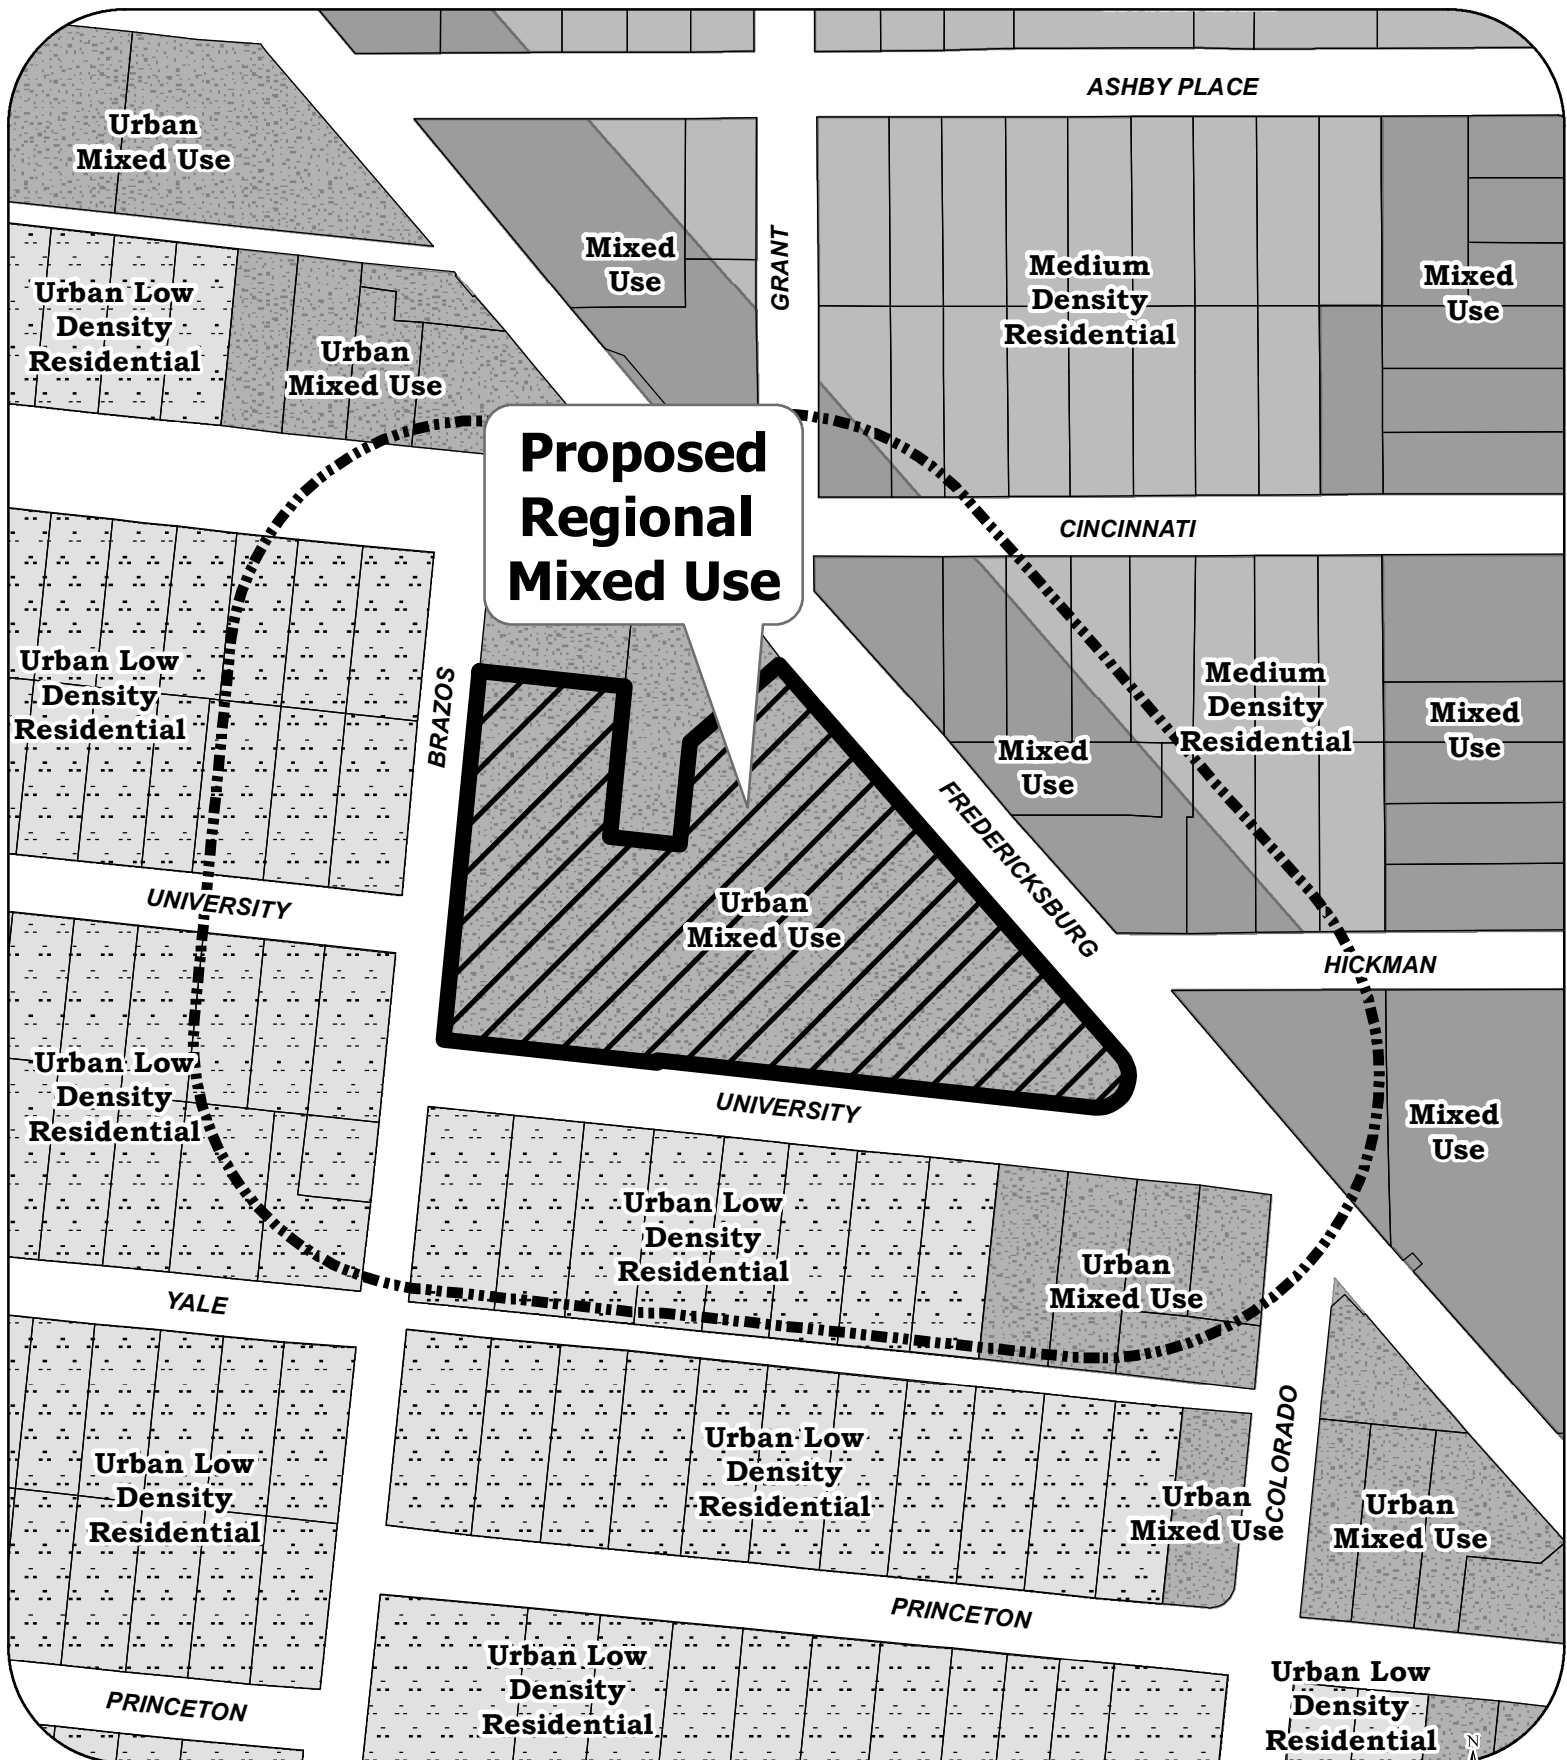 ASHBY PLACE
Urban
Mixed Use
Mixed
Use
GRANT
Medium
Density
Residential
Mixed
Use
Urban Low
Density
Residential
Urban
Mixed Use
Proposed
Regional
Mixed Use
CINCINNATI
Urban Low
Density
Residential
BRAZOS
Medium
Density
Residential
Mixed
Use
Mixed
Use
FREDERICKSBURG
UNIVERSITY
Urban
Mixed Use
HICKMAN
Urban Low
Density
Residential
UNIVERSITY
Mixed
Use
Urban Low
Density
Residential
Urban
Mixed Use
YALE
COLORADO
Urban Low
Density
Residential
Urban Low
Density
Residential
Urban
Mixed Use
Urban
Mixed Use
PRINCETON
Urban Low
Density
Residential
Urban Low
Density
Residential
PRINCETON
N